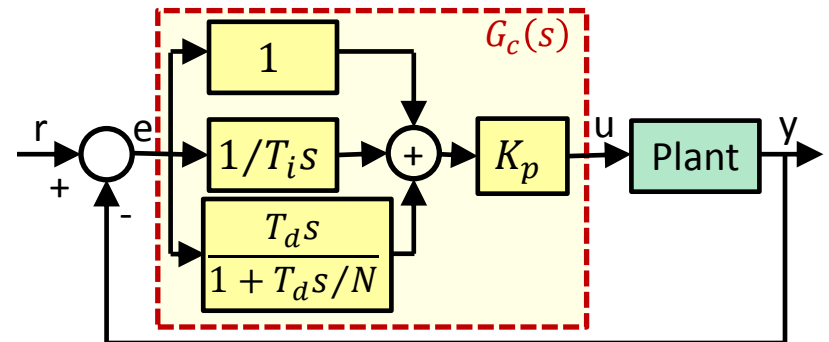 G_c(s)
1
r
e
1/T_i s
+
K_p
u
Plant
y
+
-
T_d s
1 + T_d s/N